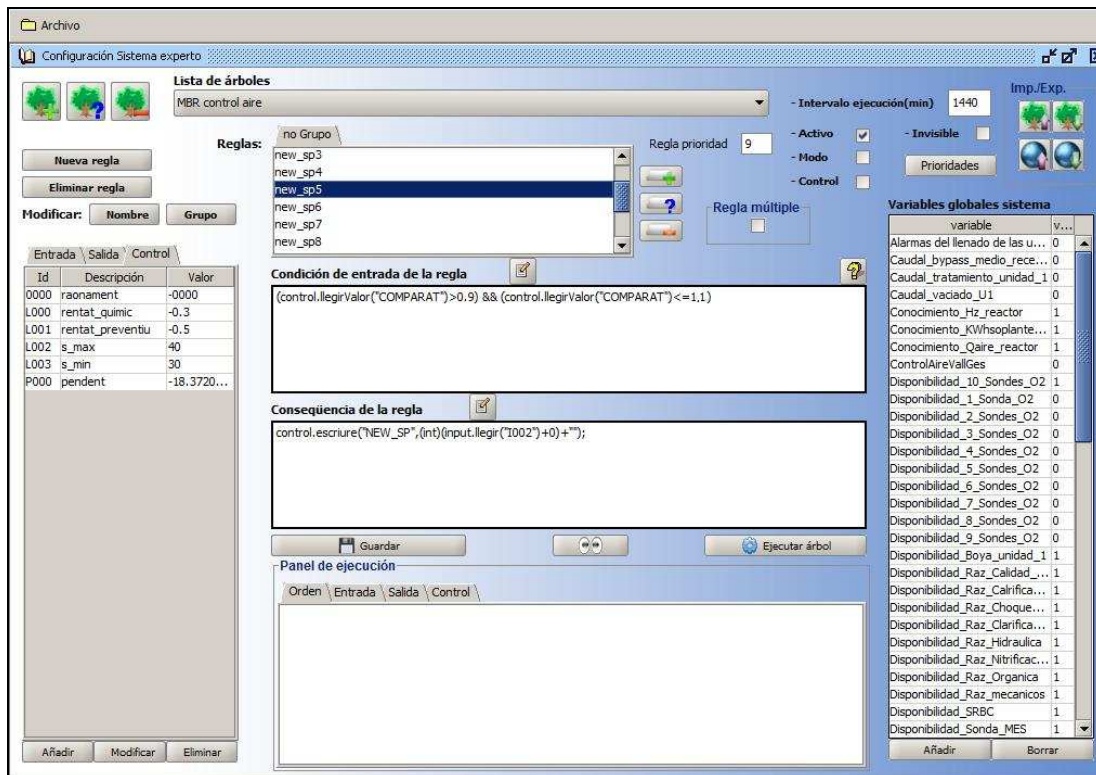 Archivo
Configuración Sistema experto
Lista de árboles
MBR control aire
- Intervalo ejecución(min) 1440
Imp./Exp.
Reglas:
no Grupo
new_sp3
new_sp4
new_sp5
new_sp6
new_sp7
new_sp8
Regla prioridad 9
- Activo
- Modo
- Control
- Invisible
Prioridades
Regla múltiple
Nueva regla
Eliminar regla
Modificar: Nombre Grupo
Entrada Salida Control
Id Descripción Valor
0000 raonament -0000
L000 rentat_quimic -0.3
L001 rentat_preventiu -0.5
L002 s_max 40
L003 s_min 30
P000 pendent -18.3720...
Añadir Modificar Eliminar
Condición de entrada de la regla
(control.llegirValor("COMPARAT")>0.9) && (control.llegirValor("COMPARAT")<=1,1)
Conseqüencia de la regla
control.escriure("NEW_SP",(int)(input.llegir("I002")+0)+"");
Guardar
Ejecutar árbol
Panel de ejecución
Orden Entrada Salida Control
Variables globales sistema
variable v...
Alarmas del llenado de las u... 0
Caudal_bypass_medio_rece... 0
Caudal_tratamiento_unidad_1 0
Caudal_vaciado_U1 0
Conocimiento_Hz_reactor 1
Conocimiento_KWhsoplante... 1
Conocimiento_Qaire_reactor 1
ControlAireVallGes 0
Disponibilidad_10_Sondes_O2 1
Disponibilidad_1_Sonda_O2 0
Disponibilidad_2_Sondes_O2 0
Disponibilidad_3_Sondes_O2 0
Disponibilidad_4_Sondes_O2 0
Disponibilidad_5_Sondes_O2 0
Disponibilidad_6_Sondes_O2 0
Disponibilidad_7_Sondes_O2 0
Disponibilidad_8_Sondes_O2 0
Disponibilidad_9_Sondes_O2 0
Disponibilidad_Boya_unidad_1 1
Disponibilidad_Raz_Calidad_... 1
Disponibilidad_Raz_Calrifica... 1
Disponibilidad_Raz_Choque... 1
Disponibilidad_Raz_Clarifica... 1
Disponibilidad_Raz_Hidraulica 1
Disponibilidad_Raz_Nitrificac... 1
Disponibilidad_Raz_Organica 1
Disponibilidad_Raz_mecanicos 1
Disponibilidad_SRBC 1
Disponibilidad_Sonda_MES 1
Añadir Borrar